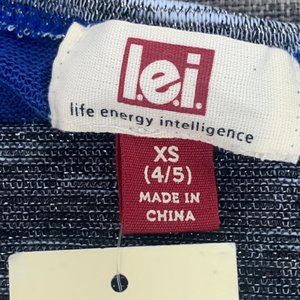 l.e.i.
life energy intelligence
XS
(4/5)
MADE IN
CHINA